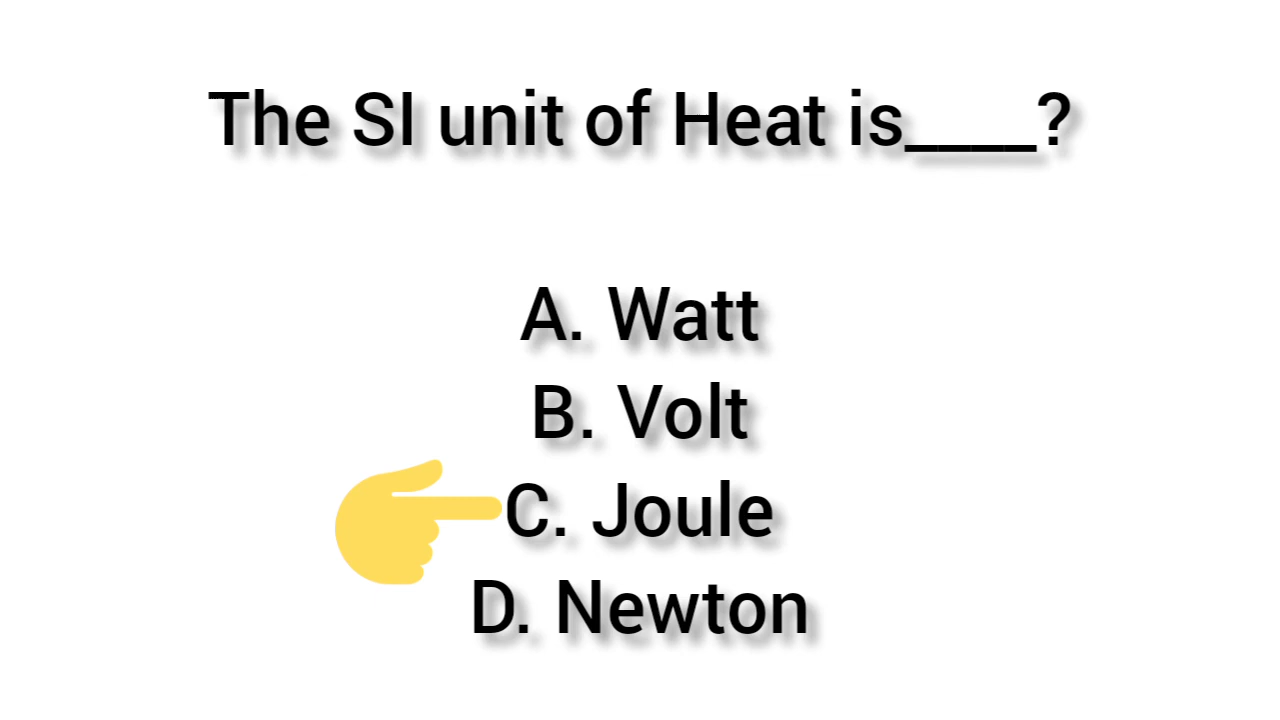 The SI unit of Heat is____?
A. Watt
B. Volt
C. Joule
D. Newton